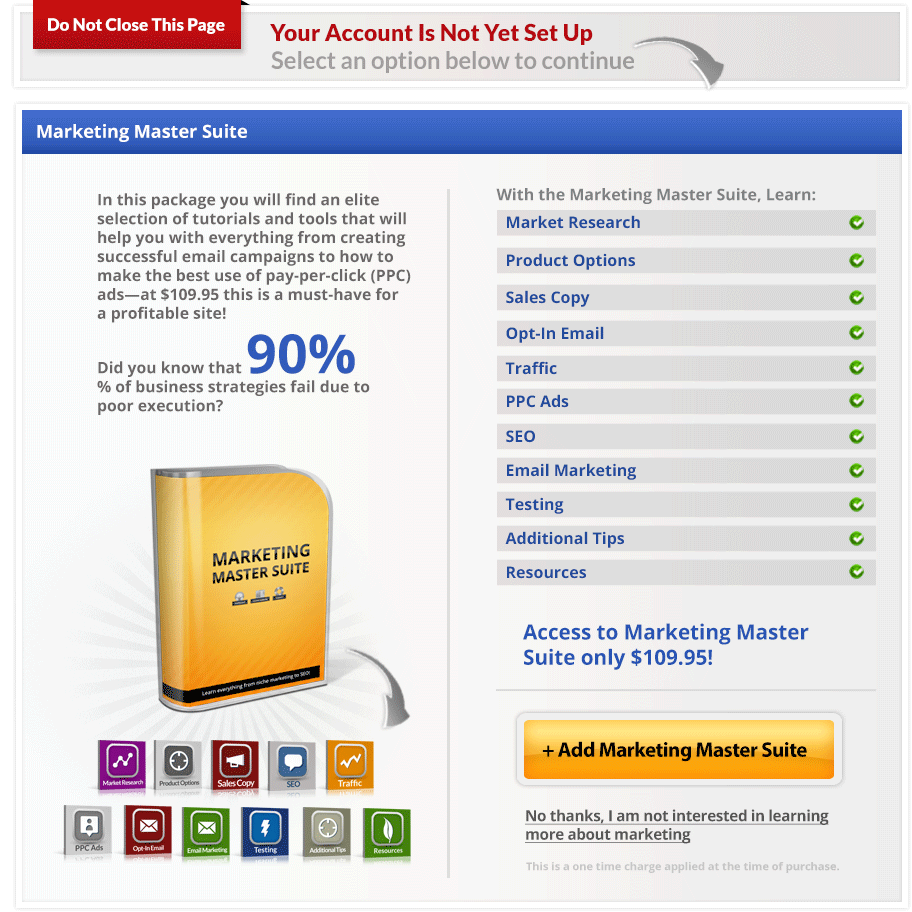 Do Not Close This Page
Your Account Is Not Yet Set Up
Select an option below to continue
Marketing Master Suite
In this package you will find an elite
selection of tutorials and tools that will
help you with everything from creating
successful email campaigns to how to
make the best use of pay-per-click (PPC)
ads—at $109.95 this is a must-have for
a profitable site!
Did you know that 90%
% of business strategies fail due to
poor execution?
MARKETING
MASTER SUITE
Learn everything from niche marketing to SEO!
Market Research
Product Options
Sales Copy
SEO
Traffic
PPC Ads
Opt-In Email
Email Marketing
Testing
Additional Tips
Resources
With the Marketing Master Suite, Learn:
Market Research
Product Options
Sales Copy
Opt-In Email
Traffic
PPC Ads
SEO
Email Marketing
Testing
Additional Tips
Resources
Access to Marketing Master
Suite only $109.95!
+ Add Marketing Master Suite
No thanks, I am not interested in learning
more about marketing
This is a one time charge applied at the time of purchase.